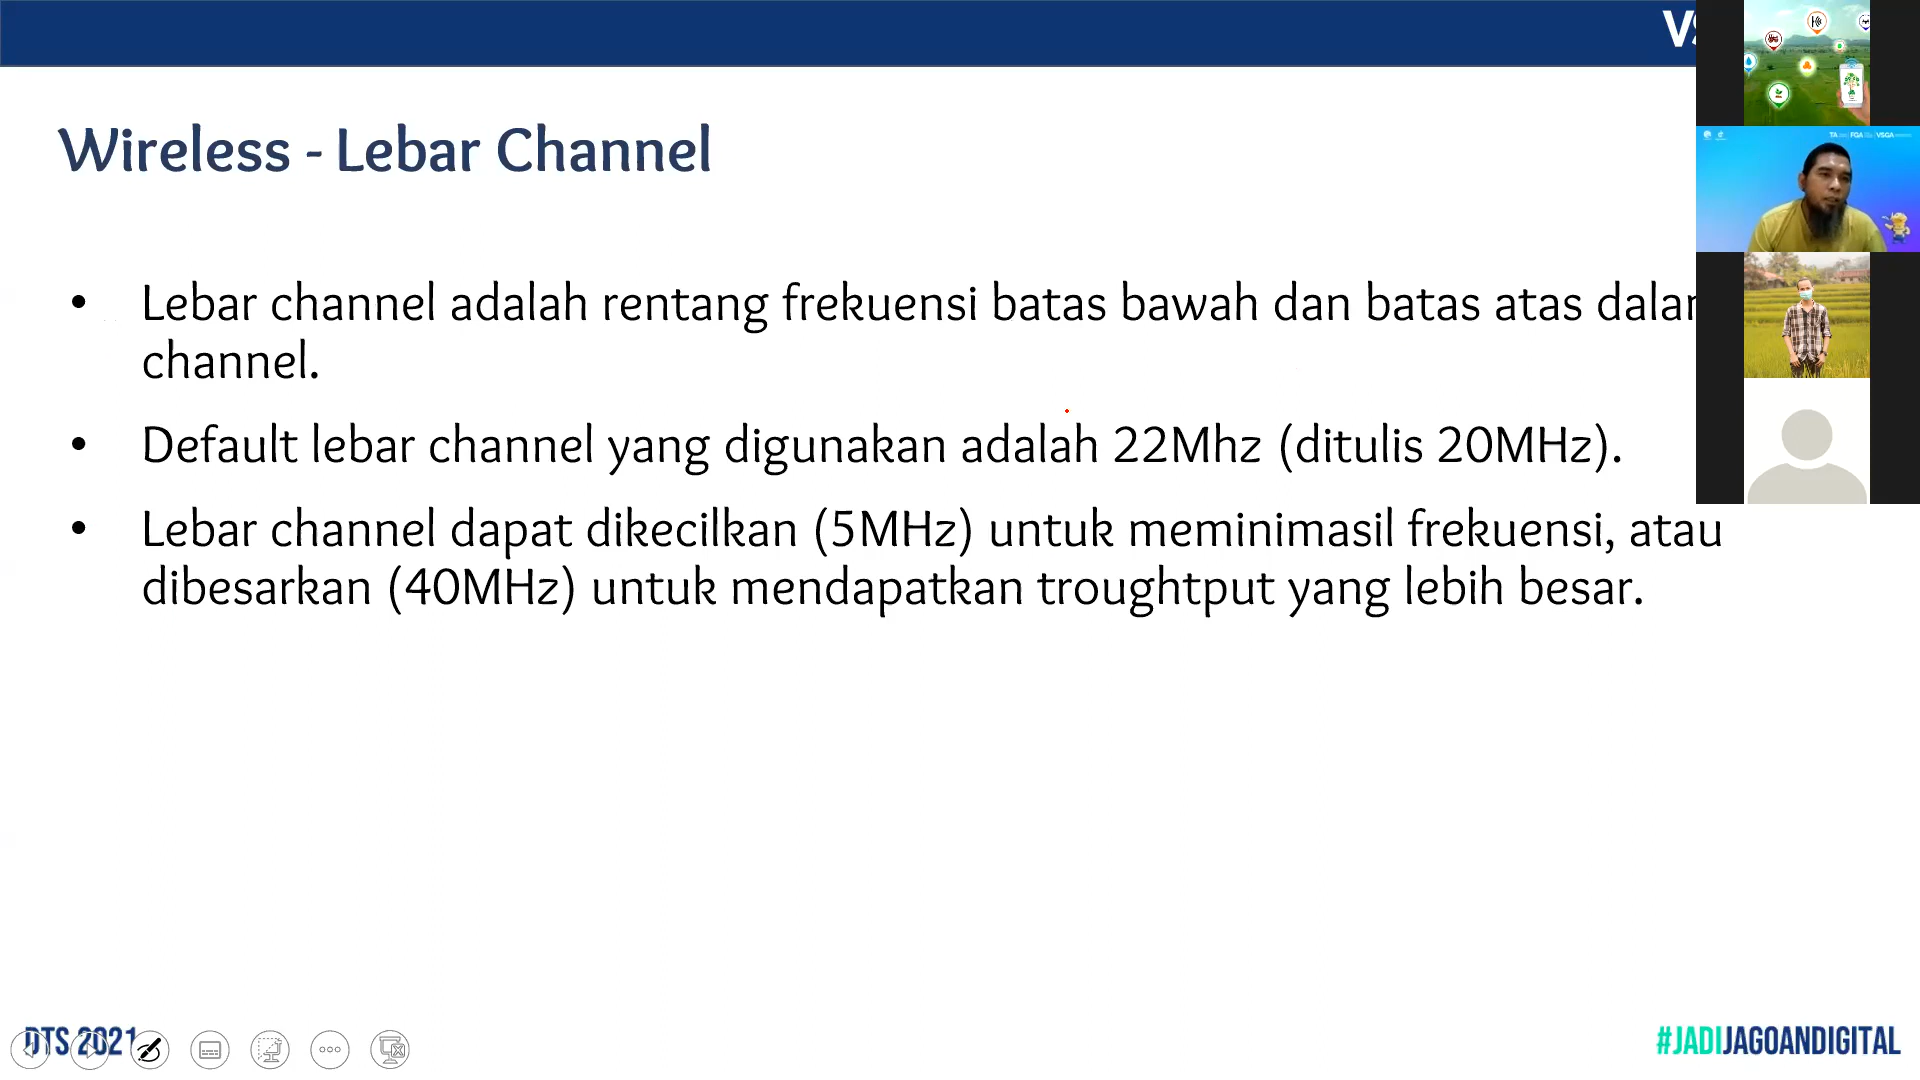 Wireless - Lebar Channel
• Lebar channel adalah rentang frekuensi batas bawah dan batas atas
channel.
• Default lebar channel yang digunakan adalah 22Mhz (ditulis 20MHz).
• Lebar channel dapat dikecilkan (5MHz) untuk meminimasil frekuensi, atau
dibesarkan (40MHz) untuk mendapatkan troughtput yang lebih besar.
DTS 2021
#JADIJAGOANDIGITAL